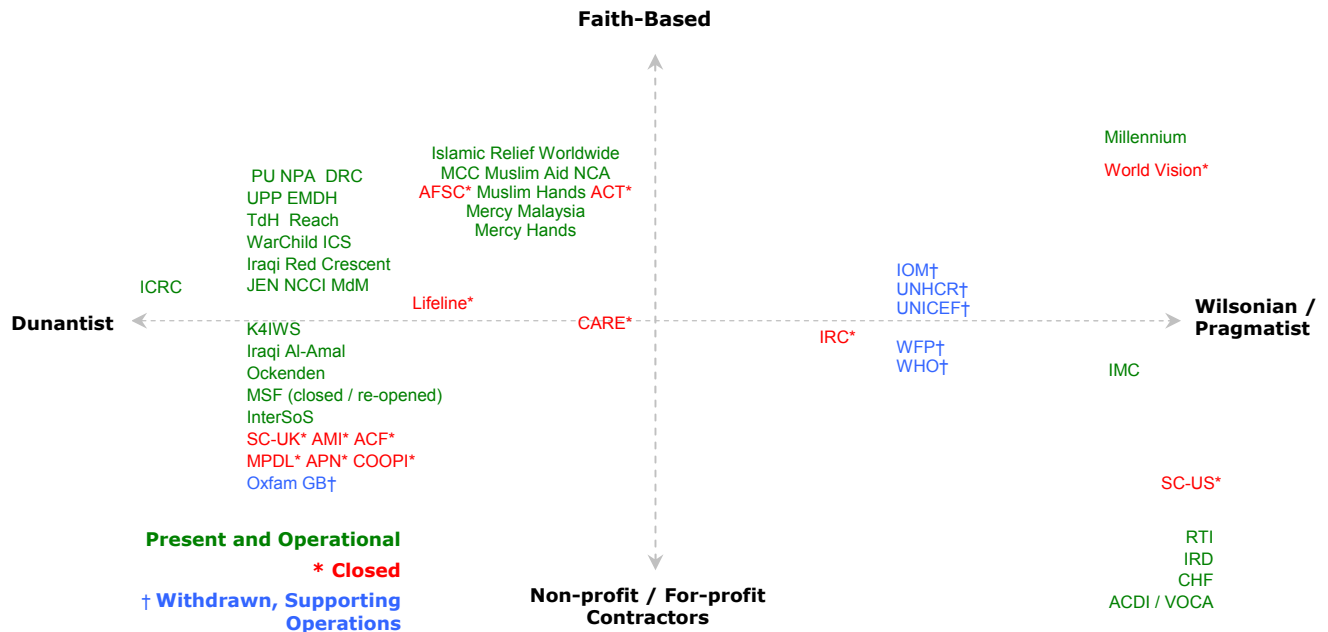 Faith-Based
Millennium
World Vision*
Islamic Relief Worldwide
MCC Muslim Aid NCA
AFSC* Muslim Hands ACT*
Mercy Malaysia
Mercy Hands
PU NPA DRC
UPP EMDH
TdH Reach
WarChild ICS
Iraqi Red Crescent
JEN NCCI MdM
ICRC
Lifeline*
CARE*
IOM†
UNHCR†
UNICEF†
Dunantist
Wilsonian /
Pragmatist
IRC*
WFP†
WHO†
IMC
K4IWS
Iraqi Al-Amal
Ockenden
MSF (closed / re-opened)
InterSoS
SC-UK* AMI* ACF*
MPDL* APN* COOPI*
Oxfam GB†
SC-US*
RTI
IRD
CHF
ACDI / VOCA
Present and Operational
* Closed
† Withdrawn, Supporting
Operations
Non-profit / For-profit
Contractors